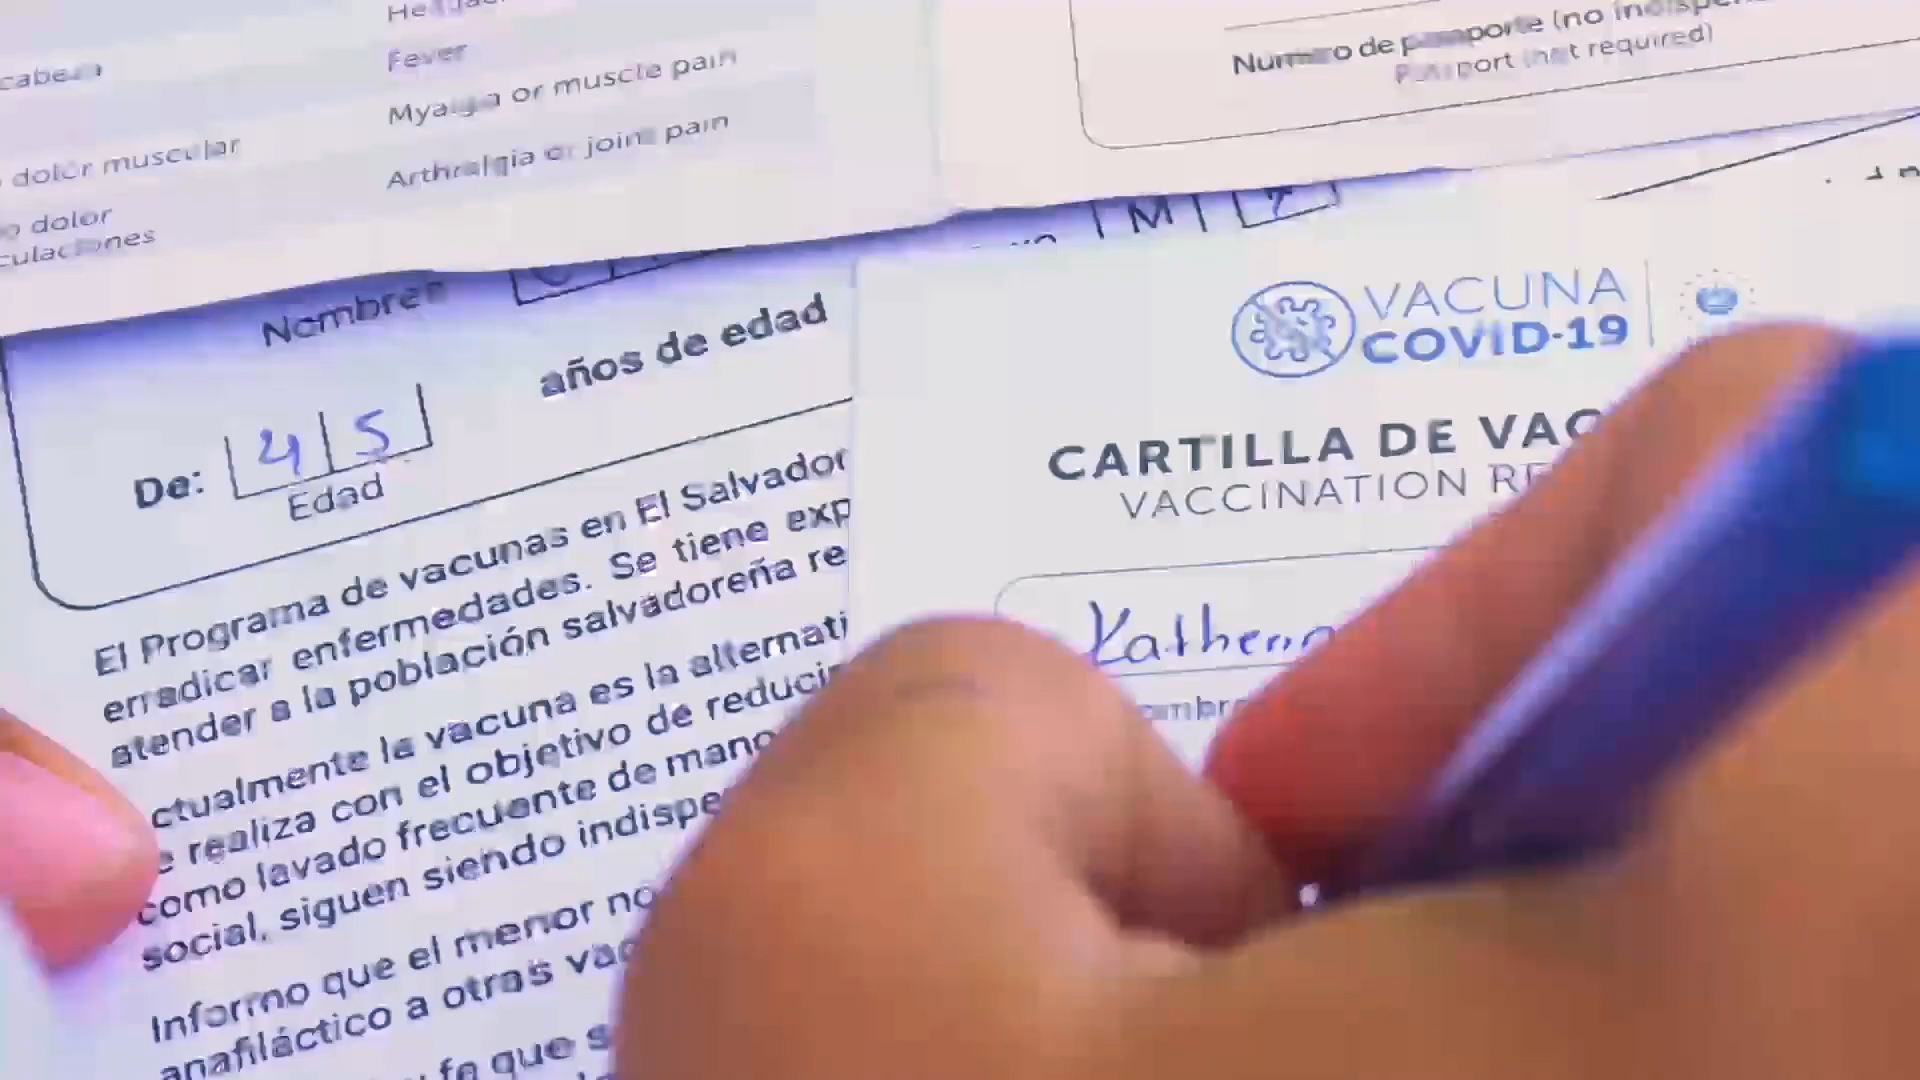 Fever
Myalgia or muscle pain
Arthralgia or joint pain
cabeza
dolor muscular
o dolor
culaciones
Numero de pasaporte (no
Passport (not required)
M
Nombre
años de edad
De: 4 5
Edad
El Programa de vacunas en El Salvador
erradicar enfermedades. Se tiene exp
atender a la población salvadoreña re
ctualmente la vacuna es la alternati
e realiza con el objetivo de reducir
como lavado frecuente de mano
social, siguen siendo indispe
Informo que el menor no
anafiláctico a otras vac
fe que s
VACUNA
COVID-19
CARTILLA DE VAC
VACCINATION RE
Kather
ombre